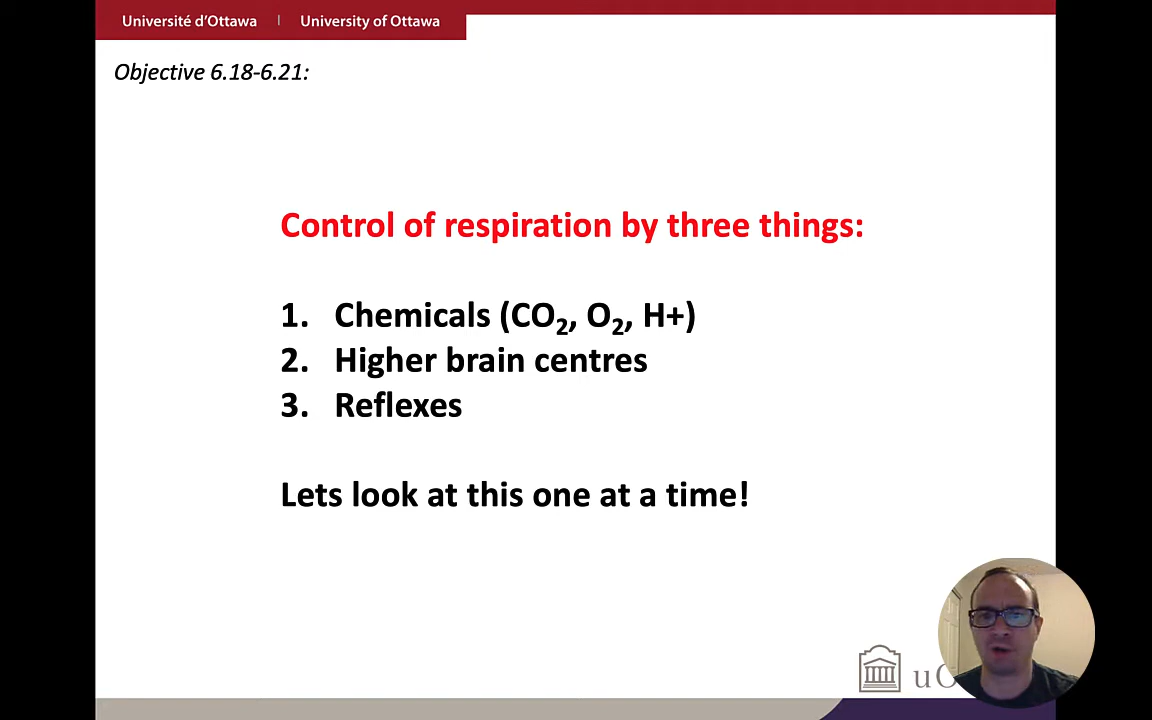 Université d'Ottawa | University of Ottawa
Objective 6.18-6.21:
Control of respiration by three things:
1. Chemicals (CO₂, O₂, H+)
2. Higher brain centres
3. Reflexes
Lets look at this one at a time!